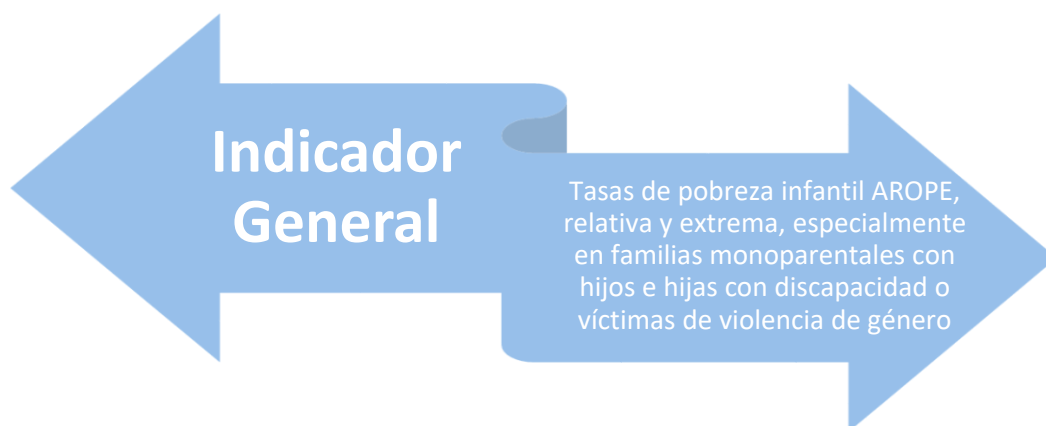 Indicador
General
Tasas de pobreza infantil AROPE,
relativa y extrema, especialmente
en familias monoparentales con
hijos e hijas con discapacidad o
víctimas de violencia de género